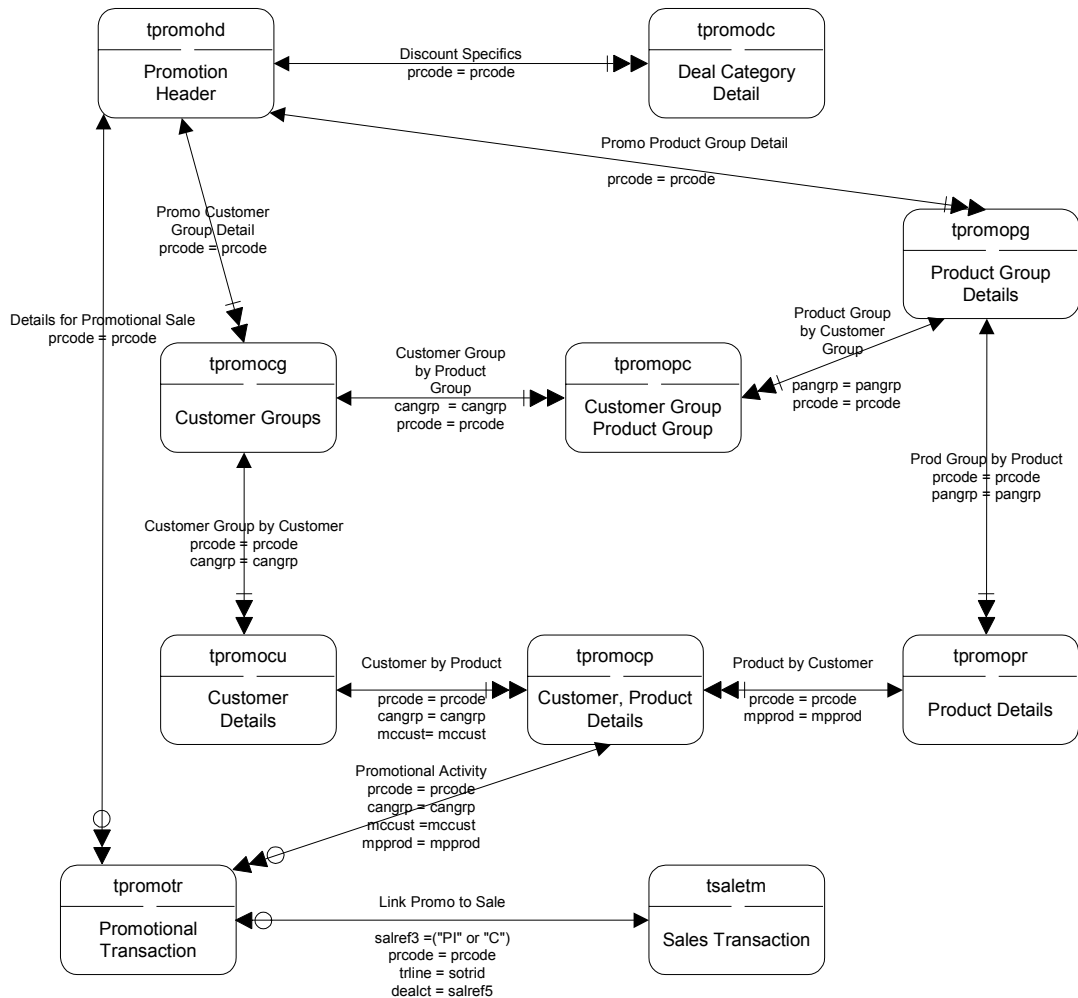 tpromohd
Promotion
Header
Discount Specifics
prcode = prcode
tpromodc
Deal Category
Detail
Promo Product Group Detail
prcode = prcode
Promo Customer
Group Detail
prcode = prcode
tpromopg
Product Group
Details
Details for Promotional Sale
prcode = prcode
tpromocg
Customer Groups
Customer Group
by Product
Group
cangrp = cangrp
prcode = prcode
tpromopc
Customer Group
Product Group
Product Group
by Customer
Group
pangrp = pangrp
prcode = prcode
Prod Group by Product
prcode = prcode
pangrp = pangrp
Customer Group by Customer
prcode = prcode
cangrp = cangrp
tpromocu
Customer
Details
Customer by Product
prcode = prcode
cangrp = cangrp
mccust= mccust
tpromocp
Customer, Product
Details
Product by Customer
prcode = prcode
mpprod = mpprod
tpromopr
Product Details
Promotional Activity
prcode = prcode
cangrp = cangrp
mccust =mccust
mpprod = mpprod
tpromotr
Promotional
Transaction
Link Promo to Sale
salref3 =("PI" or "C")
prcode = prcode
trline = sotrid
dealct = salref5
tsaletm
Sales Transaction